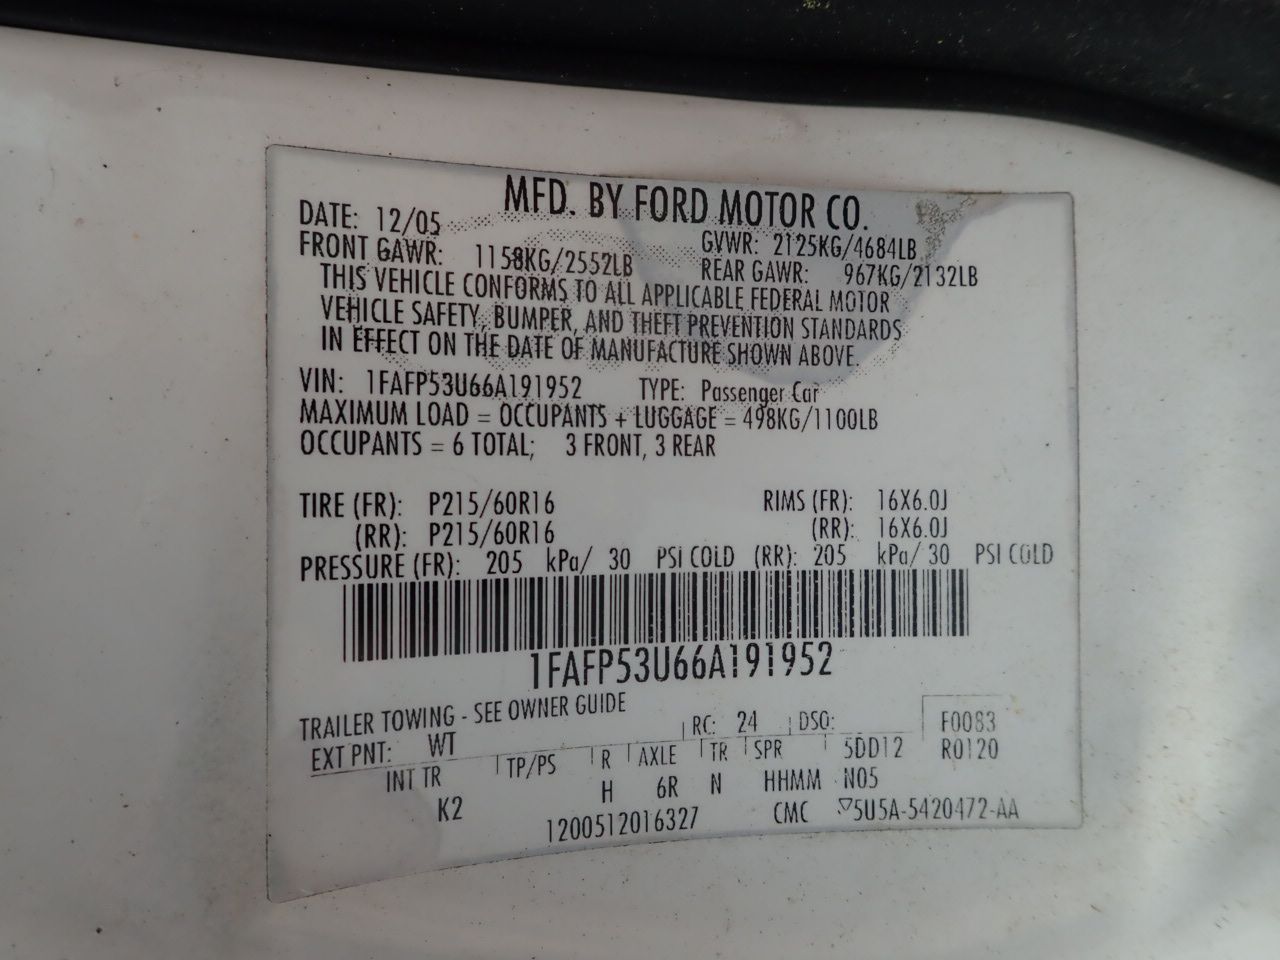 MFD. BY FORD MOTOR CO.
DATE: 12/05 GVWR: 2125KG/4684LB
FRONT GAWR: 1158KG/2552LB REAR GAWR: 967KG/2132LB
THIS VEHICLE CONFORMS TO ALL APPLICABLE FEDERAL MOTOR
VEHICLE SAFETY, BUMPER, AND THEFT PREVENTION STANDARDS
IN EFFECT ON THE DATE OF MANUFACTURE SHOWN ABOVE.
VIN: 1FAFP53U66A191952 TYPE: Passenger Car
MAXIMUM LOAD = OCCUPANTS + LUGGAGE = 498KG/1100LB
OCCUPANTS = 6 TOTAL; 3 FRONT, 3 REAR
TIRE (FR): P215/60R16 RIMS (FR): 16X6.0J
(RR): P215/60R16 (RR): 16X6.0J
PRESSURE (FR): 205 kPa/ 30 PSI COLD (RR): 205 kPa/ 30 PSI COLD
1FAFP53U66A191952
TRAILER TOWING - SEE OWNER GUIDE
EXT PNT: WT RC: 24 DSO: F0083
INT TR TP/PS R AXLE TR SPR 5DD12 R0120
K2 H 6R N HHMM N05
1200512016327 CMC ▽5U5A-5420472-AA